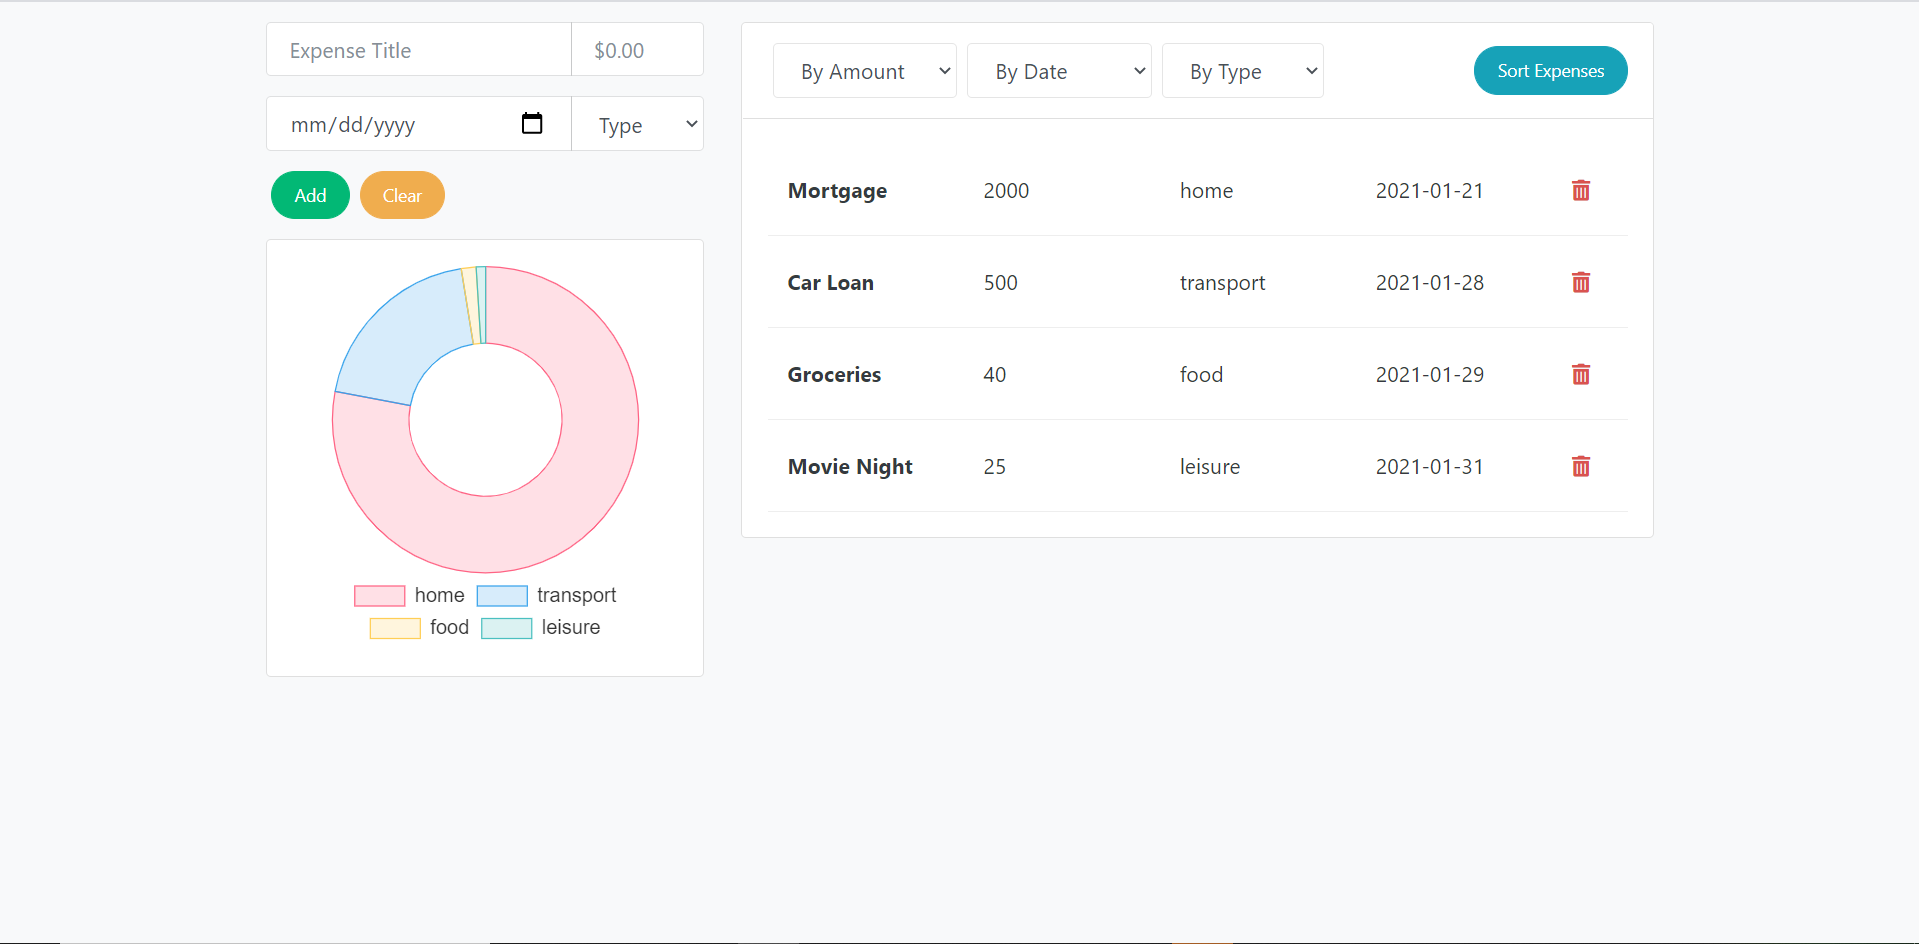 Expense Title $0.00
mm/dd/yyyy Type
Add Clear
home transport
food leisure
By Amount By Date By Type Sort Expenses
Mortgage 2000 home 2021-01-21
Car Loan 500 transport 2021-01-28
Groceries 40 food 2021-01-29
Movie Night 25 leisure 2021-01-31